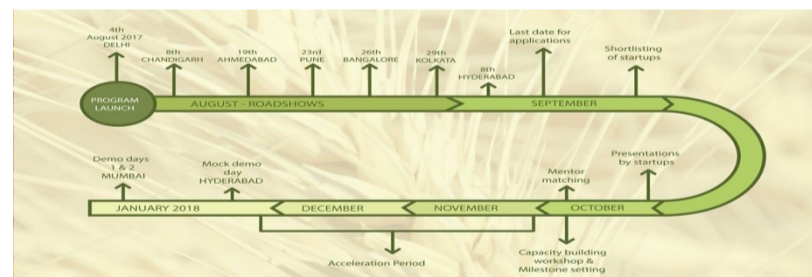 4th
August 2017
DELHI
8th
CHANDIGARH
19th
AHMEDABAD
23rd
PUNE
26th
BANGALORE
29th
KOLKATA
8th
HYDERABAD
Last date for
applications
Shortlisting
of startups
PROGRAM
LAUNCH
AUGUST - ROADSHOWS
SEPTEMBER
Demo days
1 & 2
MUMBAI
Mock demo
day
HYDERABAD
Mentor
matching
Presentations
by startups
JANUARY 2018
DECEMBER
NOVEMBER
OCTOBER
Acceleration Period
Capacity building
workshop &
Milestone setting